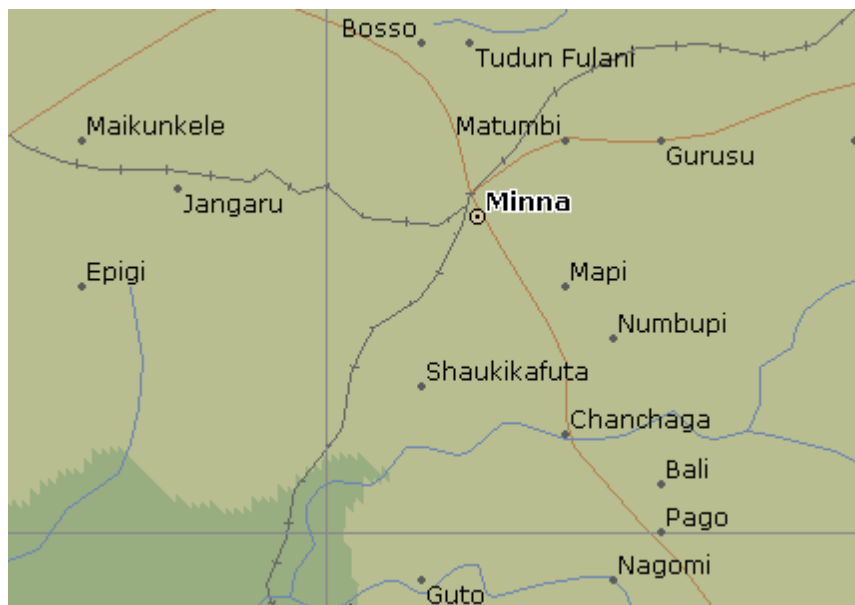 Bosso
Tudun Fulani
Maikunkele
Matumbi
Gurusu
Jangaru
Minna
Epigi
Mapi
Numbupi
Shaukikafuta
Chanchaga
Bali
Pago
Nagomi
Guto